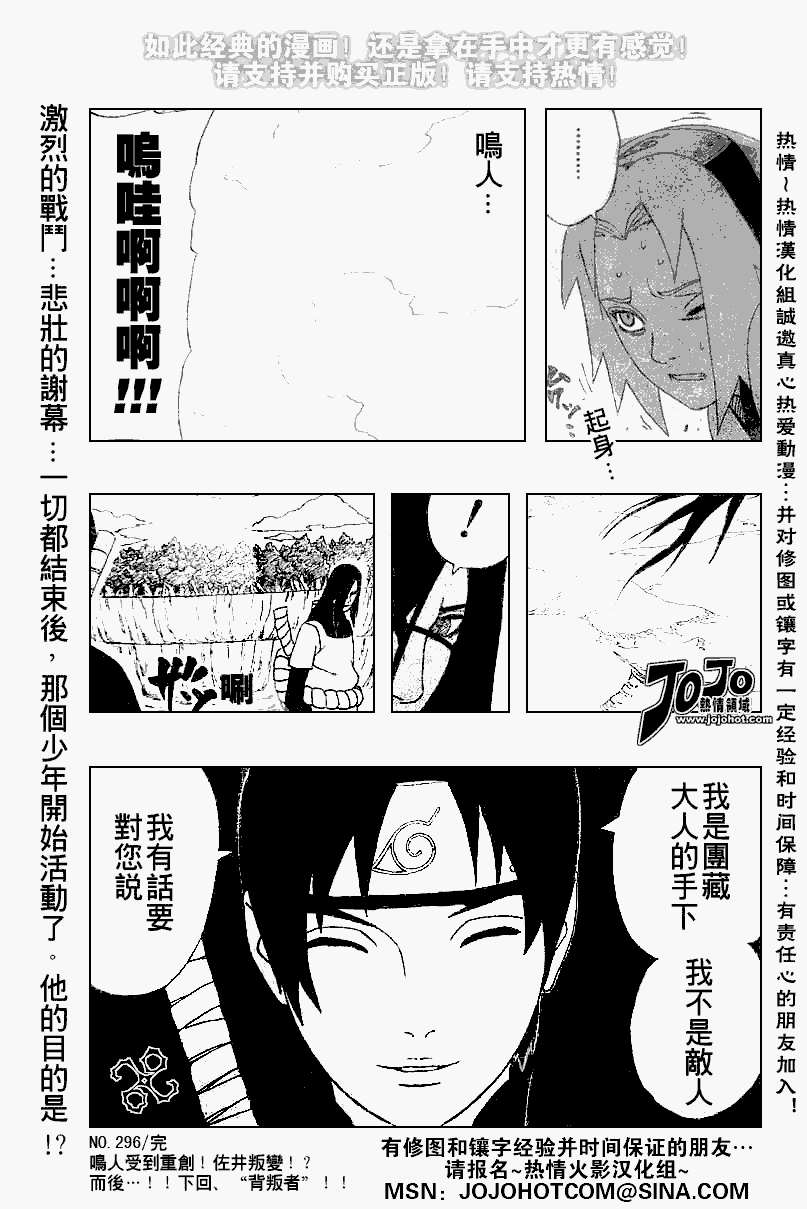 如此经典的漫画！还是拿在手中才更有感觉！
请支持并购买正版！请支持热情！
热情～热情漢化組誠邀真心热爱動漫…并对修图或镶字有一定经验和时间保障…有责任心的朋友加入！
…………
起身…
鳴人…
嗚哇啊啊啊!!!
！
唰
JOJO
熱情領域
www.jojohot.com
我是團藏
大人的手下
我不是敵人
我有話要
對您說
激烈的戰鬥…悲壯的謝幕…一切都結束後，那個少年開始活動了。他的目的是!?
NO.296/完
鳴人受到重創！佐井叛變！？
而後…！！下回、“背叛者”！！
有修图和镶字经验并时间保证的朋友…
请报名~热情火影汉化组~
MSN: JOJOHOTCOM@SINA.COM